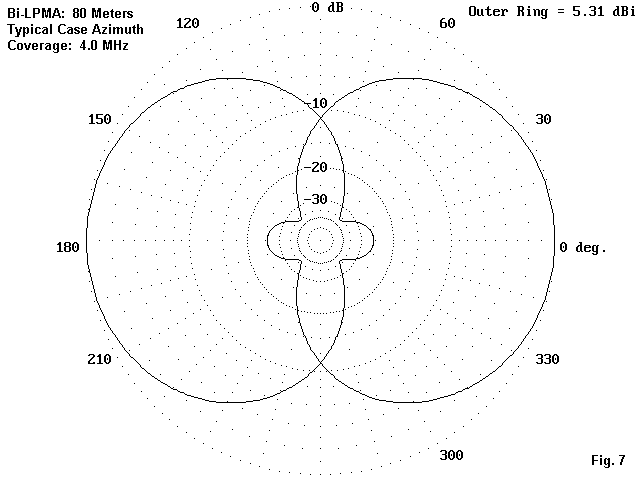 Bi-LPMA: 80 Meters
Typical Case Azimuth
Coverage: 4.0 MHz
0 dB
Outer Ring = 5.31 dBi
120
60
-10
150
30
-20
-30
180
0 deg.
210
330
300
Fig. 7